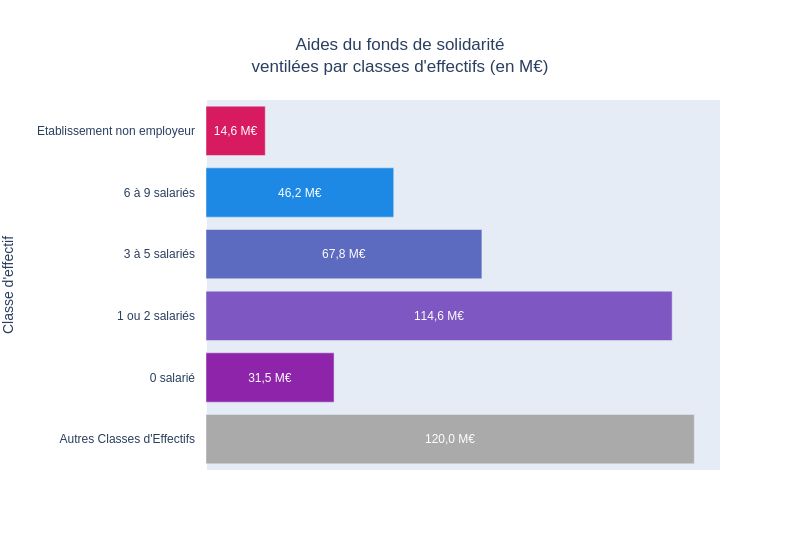 Aides du fonds de solidarité
ventilées par classes d'effectifs (en M€)
Classe d'effectif
Etablissement non employeur
14,6 M€
6 à 9 salariés
46,2 M€
3 à 5 salariés
67,8 M€
1 ou 2 salariés
114,6 M€
0 salarié
31,5 M€
Autres Classes d'Effectifs
120,0 M€